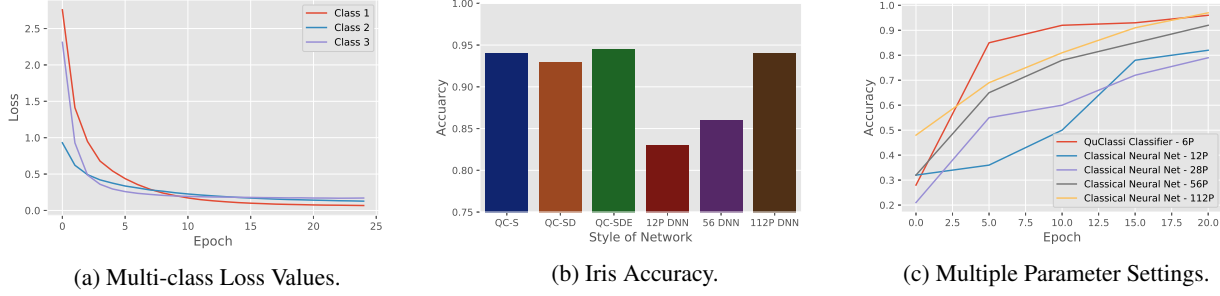 2.5
2.0
1.5
1.0
0.5
0.0
Loss
0 5 10 15 20 25
Epoch
Class 1
Class 2
Class 3
(a) Multi-class Loss Values.
1.00
0.95
0.90
0.85
0.80
0.75
Accuarcy
QC-S QC-SD QC-SDE 12P DNN 56 DNN 112P DNN
Style of Network
(b) Iris Accuracy.
1.0
0.9
0.8
0.7
0.6
0.5
0.4
0.3
0.2
Accuracy
0.0 2.5 5.0 7.5 10.0 12.5 15.0 17.5 20.0
Epoch
QuClassi Classifier - 6P
Classical Neural Net - 12P
Classical Neural Net - 28P
Classical Neural Net - 56P
Classical Neural Net - 112P
(c) Multiple Parameter Settings.